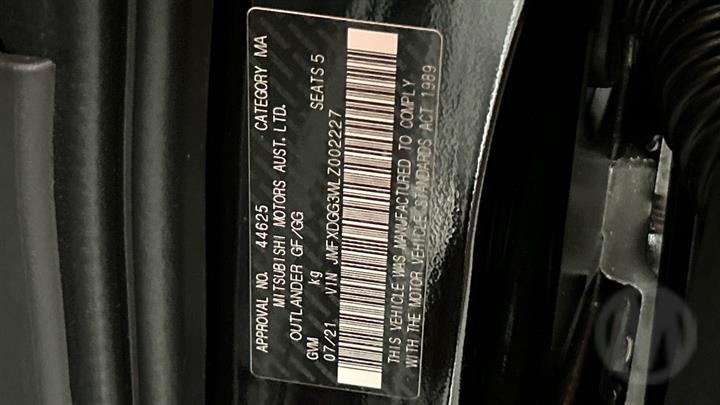 APPROVAL NO. 44625 CATEGORY MA
MITSUBISHI MOTORS AUST. LTD.
OUTLANDER GF/GG
GVM kg SEATS 5
07/21 VIN JMFXDGG3WLZ002227
THIS VEHICLE WAS MANUFACTURED TO COMPLY
WITH THE MOTOR VEHICLE STANDARDS ACT 1989